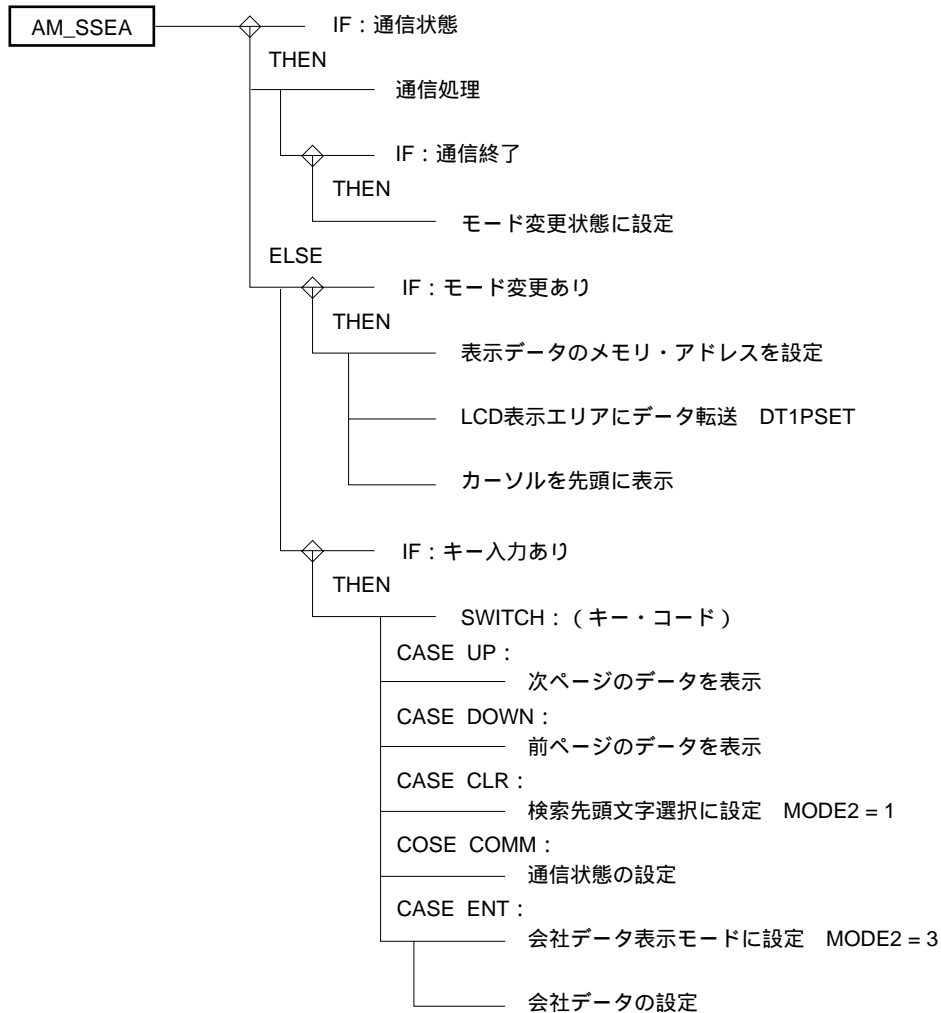 AM_SSEA
IF：通信状態
THEN
通信処理
IF：通信終了
THEN
モード変更状態に設定
ELSE
IF：モード変更あり
THEN
表示データのメモリ・アドレスを設定
LCD表示エリアにデータ転送　DT1PSET
カーソルを先頭に表示
IF：キー入力あり
THEN
SWITCH：（キー・コード）
CASE UP：
次ページのデータを表示
CASE DOWN：
前ページのデータを表示
CASE CLR：
検索先頭文字選択に設定　MODE2 = 1
COSE COMM：
通信状態の設定
CASE ENT：
会社データ表示モードに設定　MODE2 = 3
会社データの設定